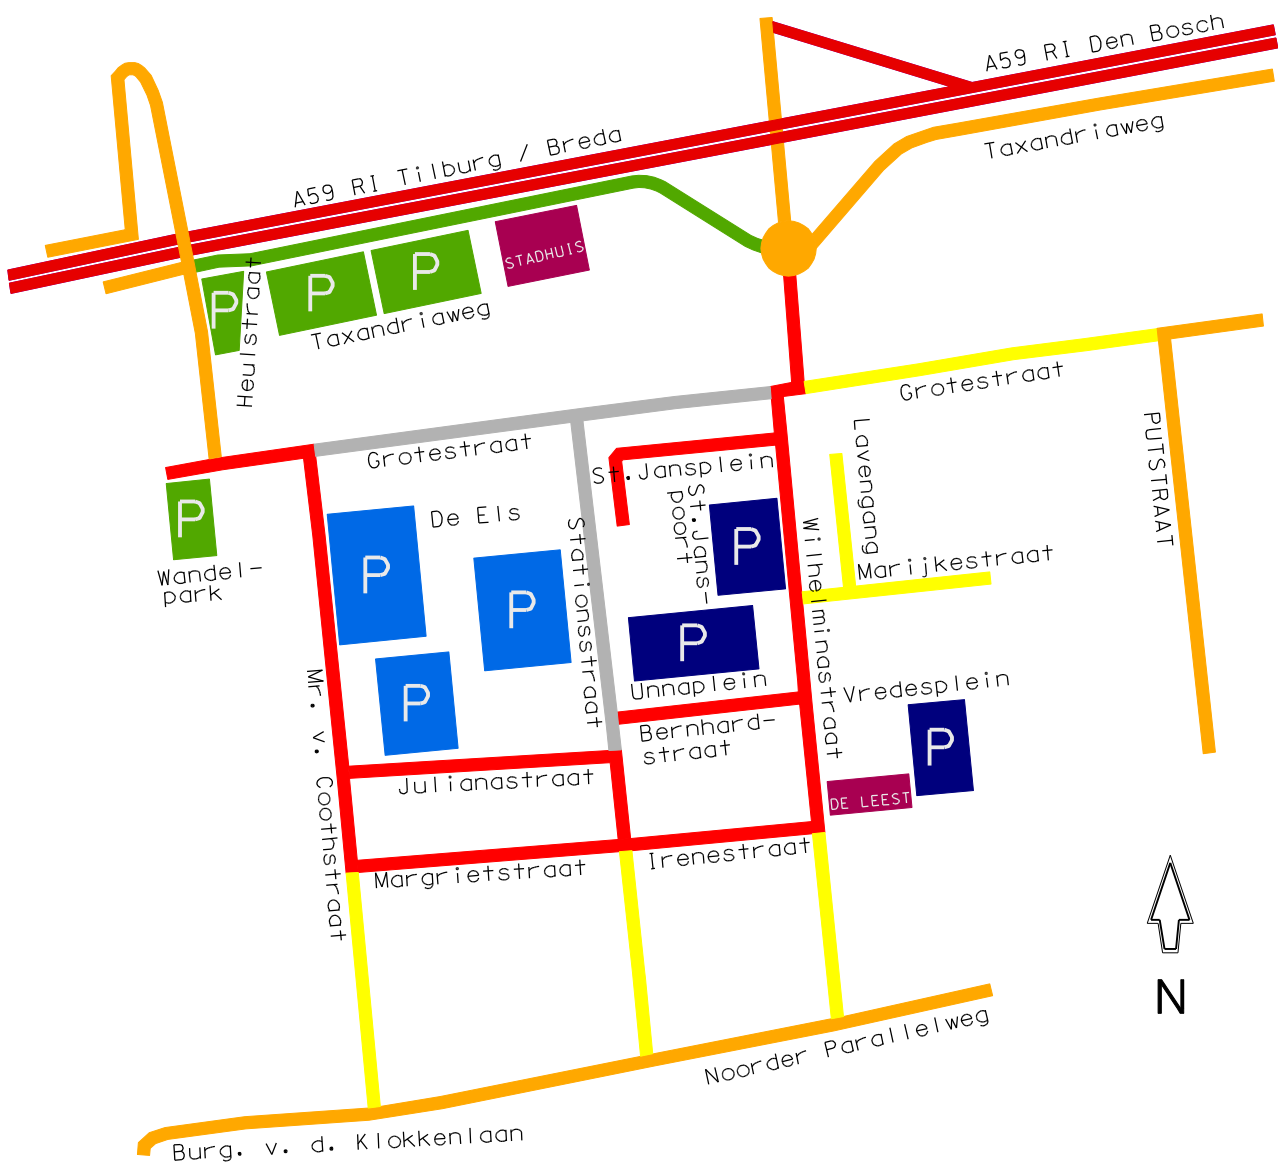 A59 RI Den Bosch
A59 RI Tilburg / Breda
Taxandriaweg
STADHUIS
P
P
P
Heulstraat
Taxandriaweg
Grotestraat
Grotestraat
PUTSTRAAT
Lavengang
St.Jansplein
St.Jans-
poort
De Els
P
Wandel-
park
P
P
P
Stationsstraat
P
P
Unnaplein
Wilhelminastraat
Marijkestraat
Vredesplein
P
DE LEEST
Bernhard-
straat
Mr. v. Coothstraat
Julianastraat
Margrietstraat
Irenestraat
N
Noorder Parallelweg
Burg. v. d. Klokkenlaan